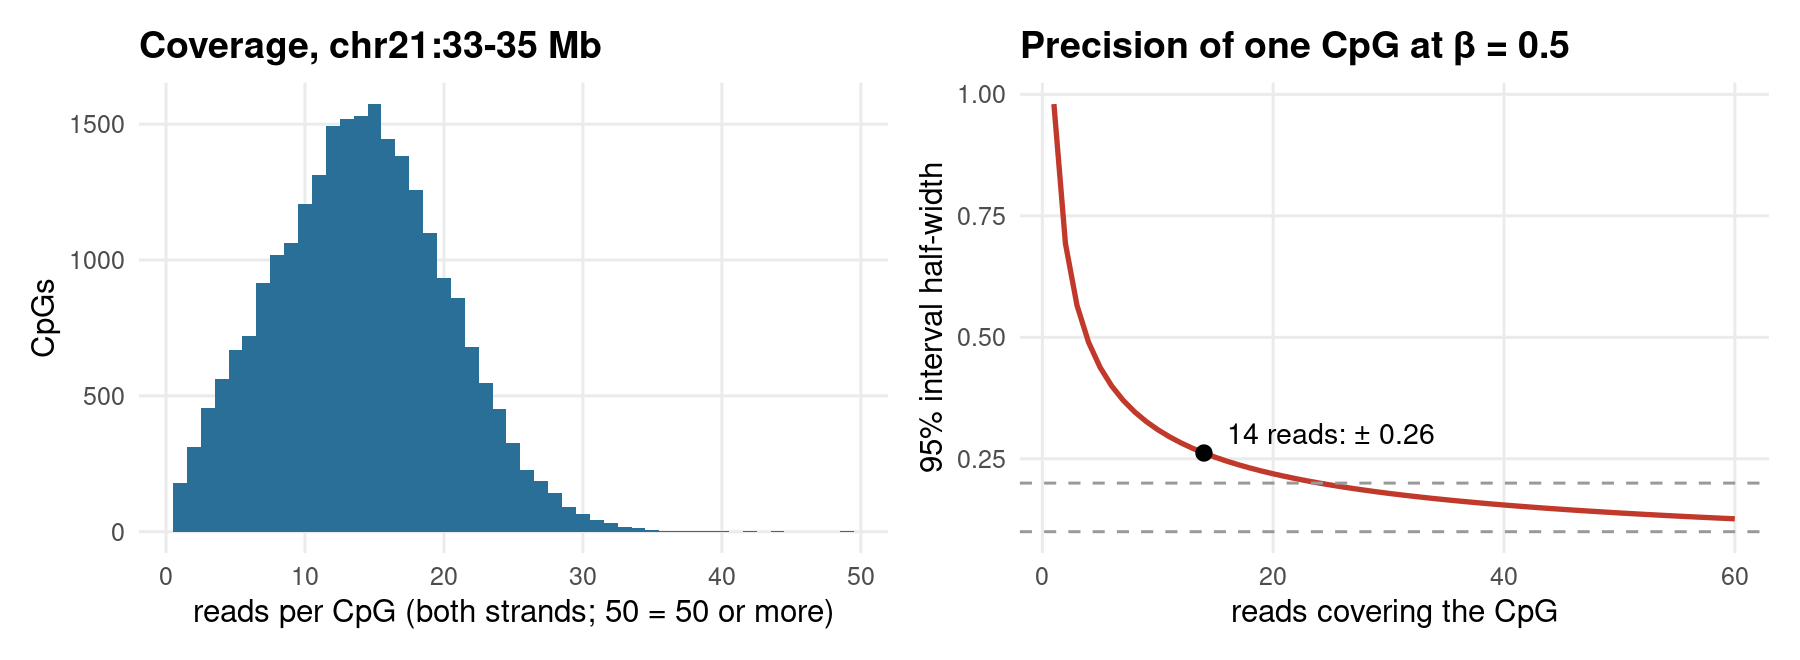 Coverage, chr21:33-35 Mb
CpGs
1500
1000
500
0
0 10 20 30 40 50
reads per CpG (both strands; 50 = 50 or more)
Precision of one CpG at β = 0.5
95% interval half-width
1.00
0.75
0.50
0.25
14 reads: ± 0.26
0 20 40 60
reads covering the CpG